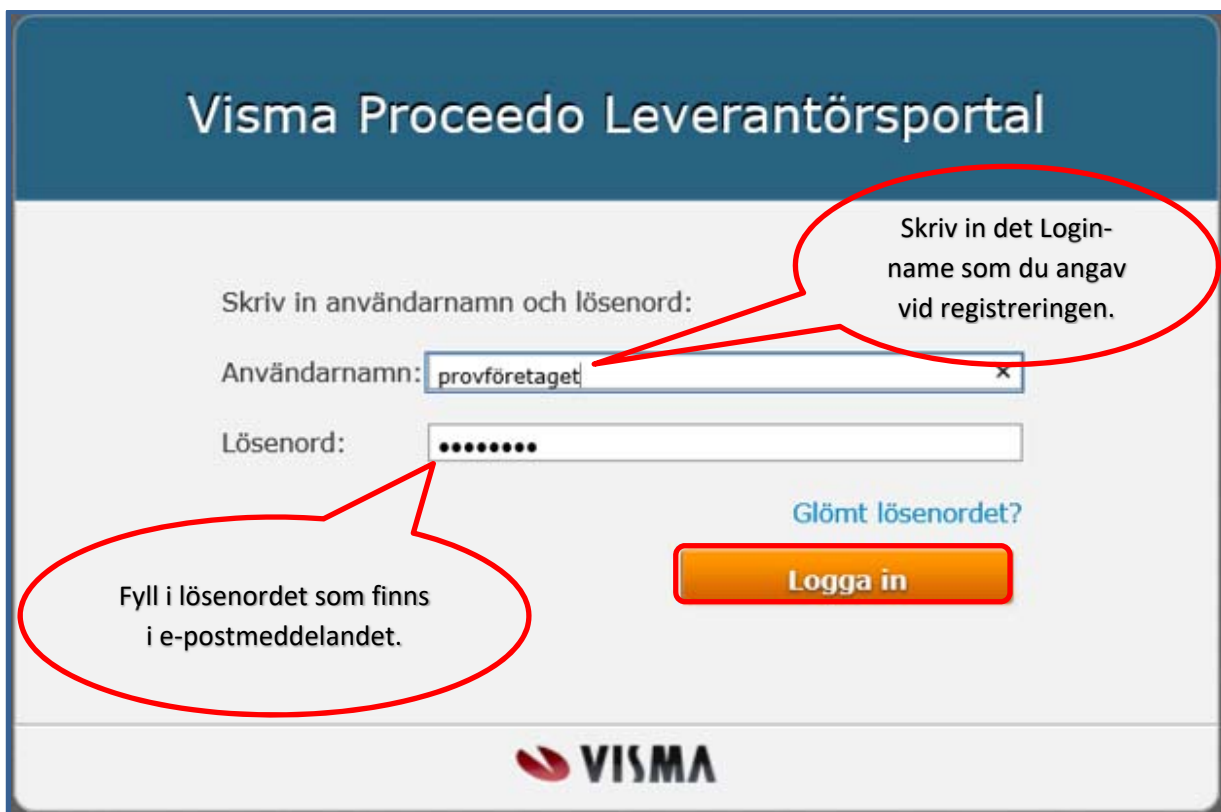 Visma Proceedo Leverantörsportal
Skriv in det Login-
name som du angav
vid registreringen.
Skriv in användarnamn och lösenord:
Användarnamn: provföretaget ×
Lösenord: ••••••••
Glömt lösenordet?
Logga in
Fyll i lösenordet som finns
i e-postmeddelandet.
VISMA